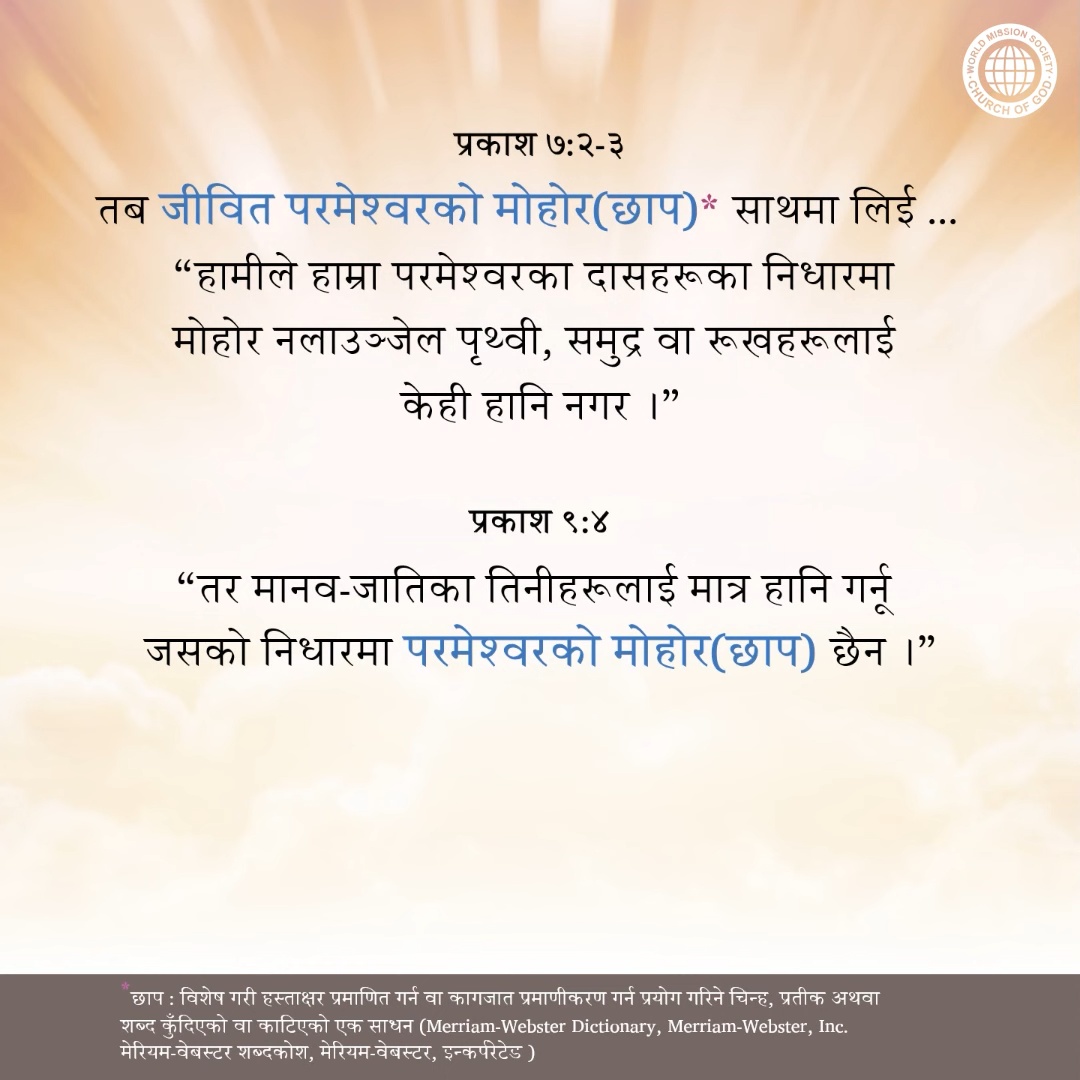 WORLD MISSION SOCIETY
CHURCH OF GOD
प्रकाश ७:२-३
तब जीवित परमेश्वरको मोहोर(छाप)* साथमा लिई ...
“हामीले हाम्रा परमेश्वरका दासहरूका निधारमा
मोहोर नलाउञ्जेल पृथ्वी, समुद्र वा रूखहरूलाई
केही हानि नगर ।”
प्रकाश ९:४
“तर मानव-जातिका तिनीहरूलाई मात्र हानि गर्नू
जसको निधारमा परमेश्वरको मोहोर(छाप) छैन ।”
*छाप : विशेष गरी हस्ताक्षर प्रमाणित गर्न वा कागजात प्रमाणीकरण गर्न प्रयोग गरिने चिन्ह, प्रतीक अथवा
शब्द कुँदिएको वा काटिएको एक साधन (Merriam-Webster Dictionary, Merriam-Webster, Inc.
मेरियम-वेबस्टर शब्दकोश, मेरियम-वेबस्टर, इन्कर्परेटेड )